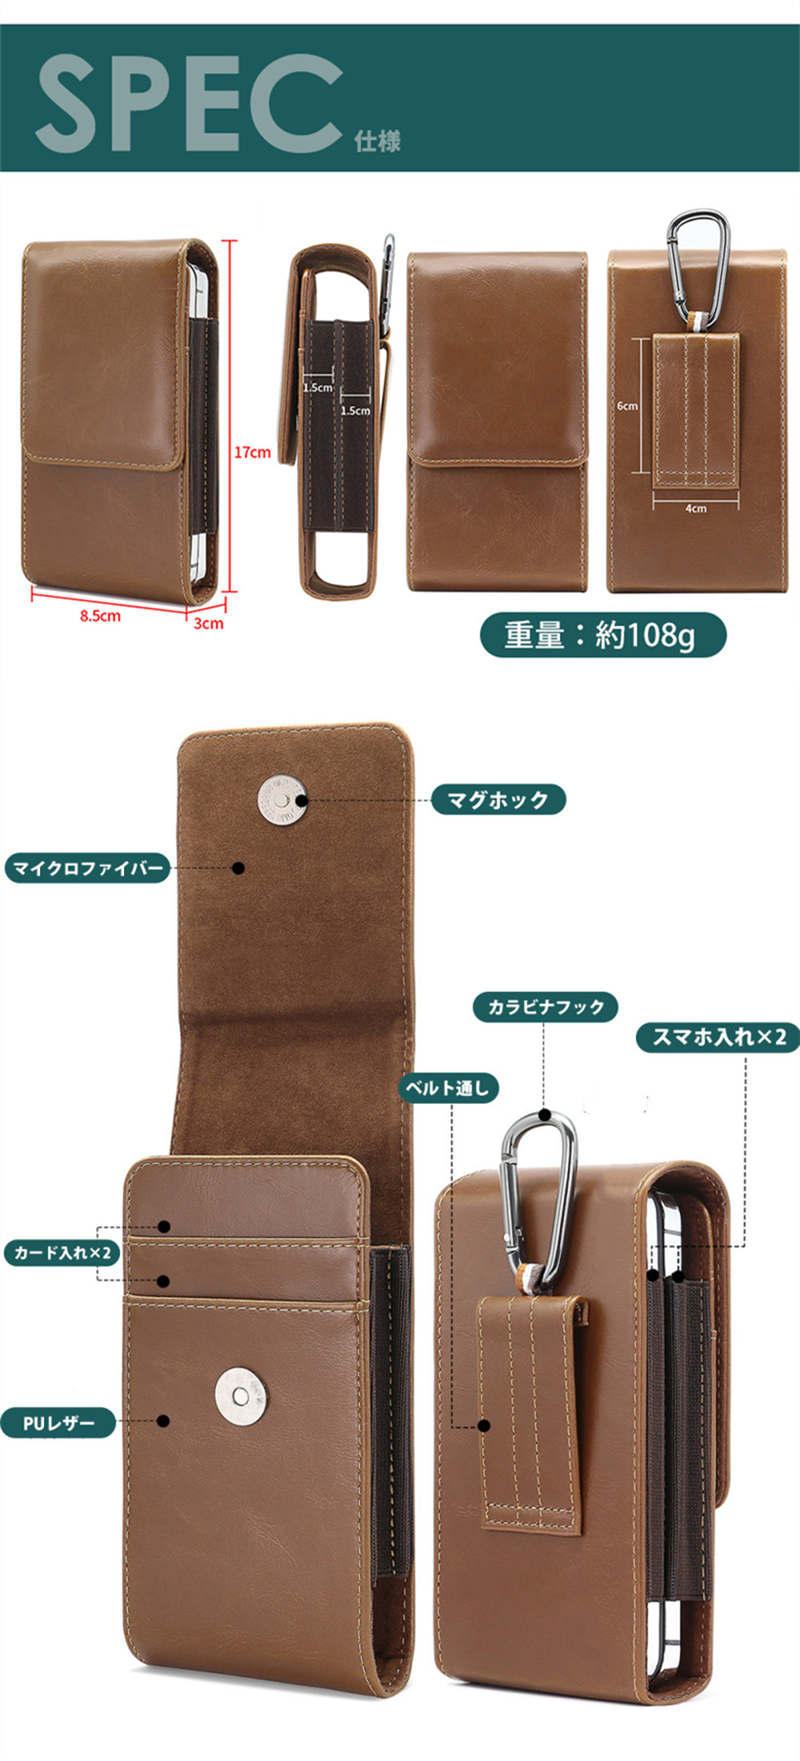 SPEC 仕様
1.5cm
1.5cm
6cm
17cm
4cm
8.5cm
3cm
重量：約108g
マグホック
マイクロファイバー
カラビナフック
スマホ入れ×2
ベルト通し
カード入れ×2
PUレザー